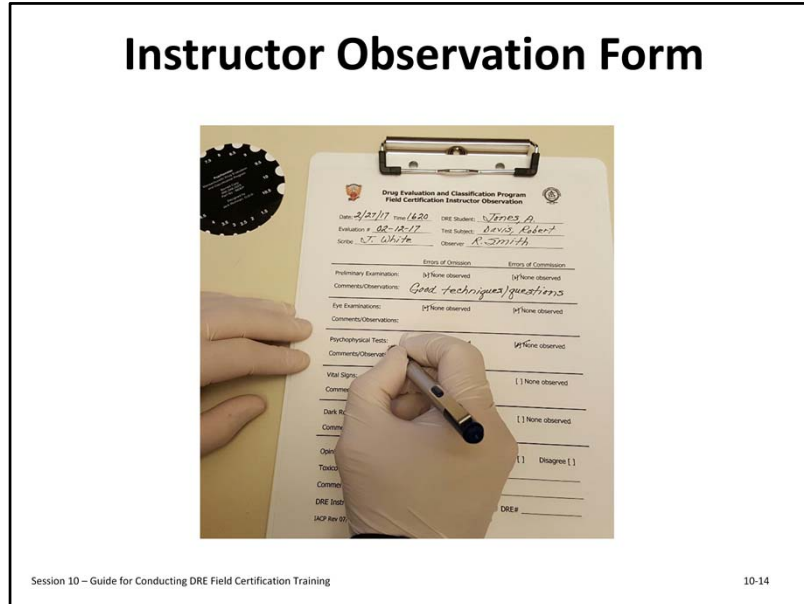 Instructor Observation Form
Drug Evaluation and Classification Program
Field Certification Instructor Observation
Date: 2/27/17 Time 1620 DRE Student: Jones, A.
Evaluation # 02-12-17 Test Subject: Davis, Robert
Scribe J. White Observer R. Smith
Errors of Omission Errors of Commission
Preliminary Examination: None observed None observed
Comments/Observations: Good techniques/questions
Eye Examinations: None observed None observed
Comments/Observations:
Psychophysical Tests: None observed
Vital Signs: [ ] None observed
Dark [ ] None observed
[ ] Disagree [ ]
DRE DRE# 
IACP Rev
Session 10 – Guide for Conducting DRE Field Certification Training 10-14